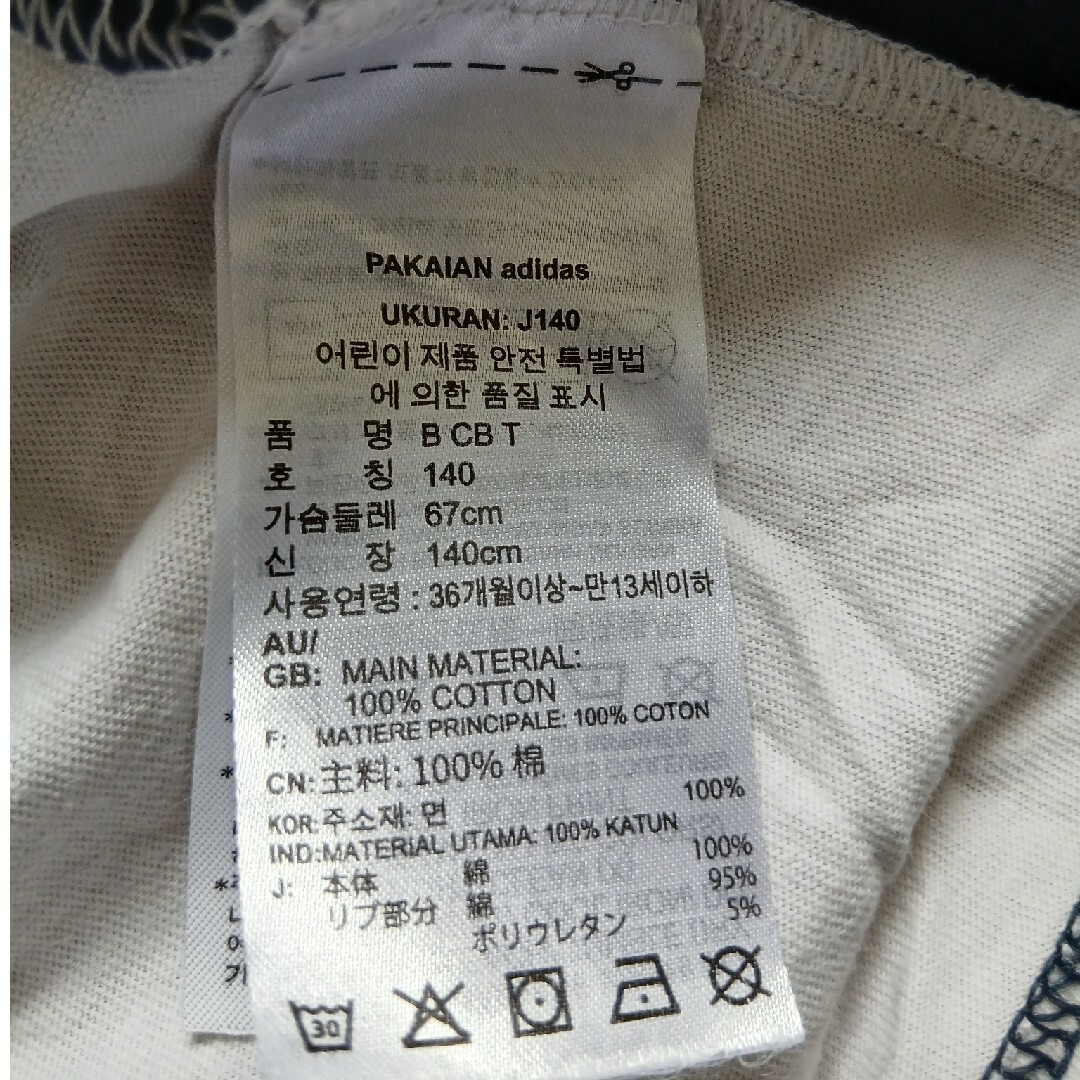 PAKAIAN adidas
UKURAN: J140
어린이 제품 안전 특별법
에 의한 품질 표시
품 명 B CB T
호 칭 140
가슴둘레 67cm
신 장 140cm
사용연령 : 36개월이상~만13세이하
AU/
GB: MAIN MATERIAL:
100% COTTON
F: MATIERE PRINCIPALE: 100% COTON
CN: 主料: 100% 棉
KOR: 주소재: 면 100%
IND: MATERIAL UTAMA: 100% KATUN
J: 本体 綿 100%
リブ部分 綿 95%
ポリウレタン 5%
30